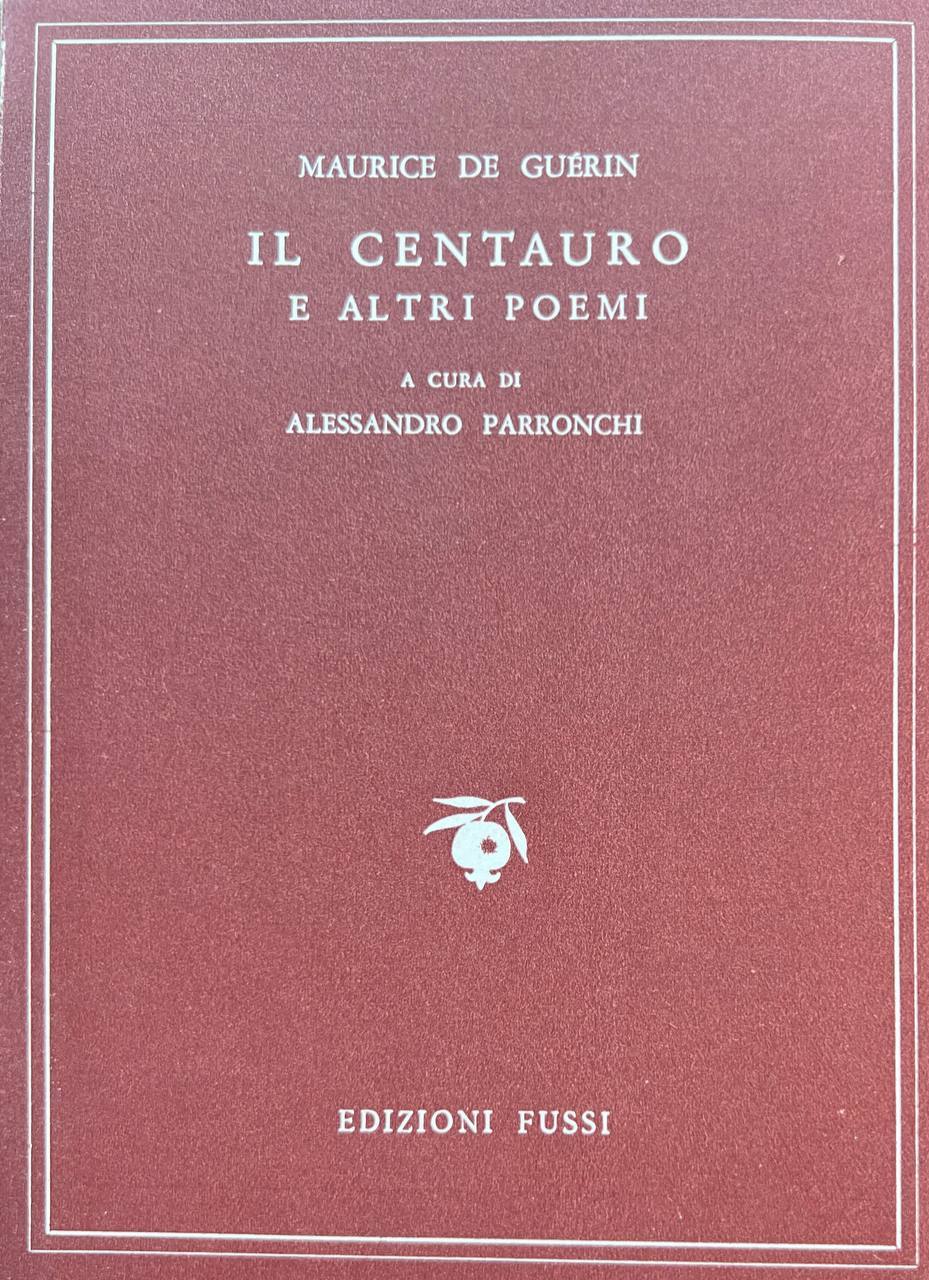 MAURICE DE GUÉRIN
IL CENTAURO
E ALTRI POEMI
A CURA DI
ALESSANDRO PARRONCHI
EDIZIONI FUSSI